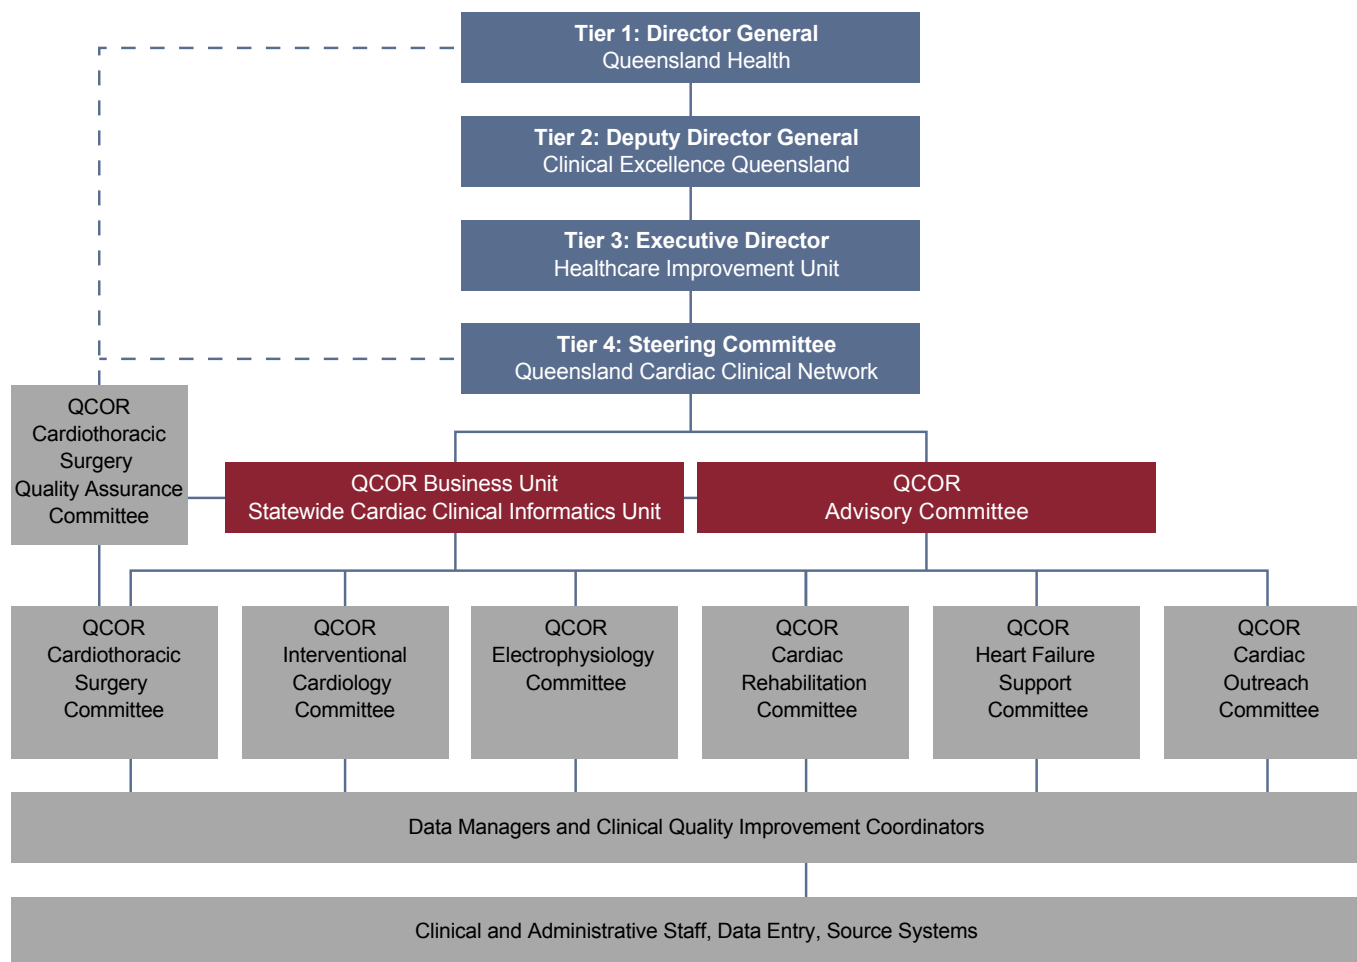 Tier 1: Director General
Queensland Health
Tier 2: Deputy Director General
Clinical Excellence Queensland
Tier 3: Executive Director
Healthcare Improvement Unit
Tier 4: Steering Committee
Queensland Cardiac Clinical Network
QCOR
Cardiothoracic
Surgery
Quality Assurance
Committee
QCOR Business Unit
Statewide Cardiac Clinical Informatics Unit
QCOR
Advisory Committee
QCOR
Cardiothoracic
Surgery
Committee
QCOR
Interventional
Cardiology
Committee
QCOR
Electrophysiology
Committee
QCOR
Cardiac
Rehabilitation
Committee
QCOR
Heart Failure
Support
Committee
QCOR
Cardiac
Outreach
Committee
Data Managers and Clinical Quality Improvement Coordinators
Clinical and Administrative Staff, Data Entry, Source Systems